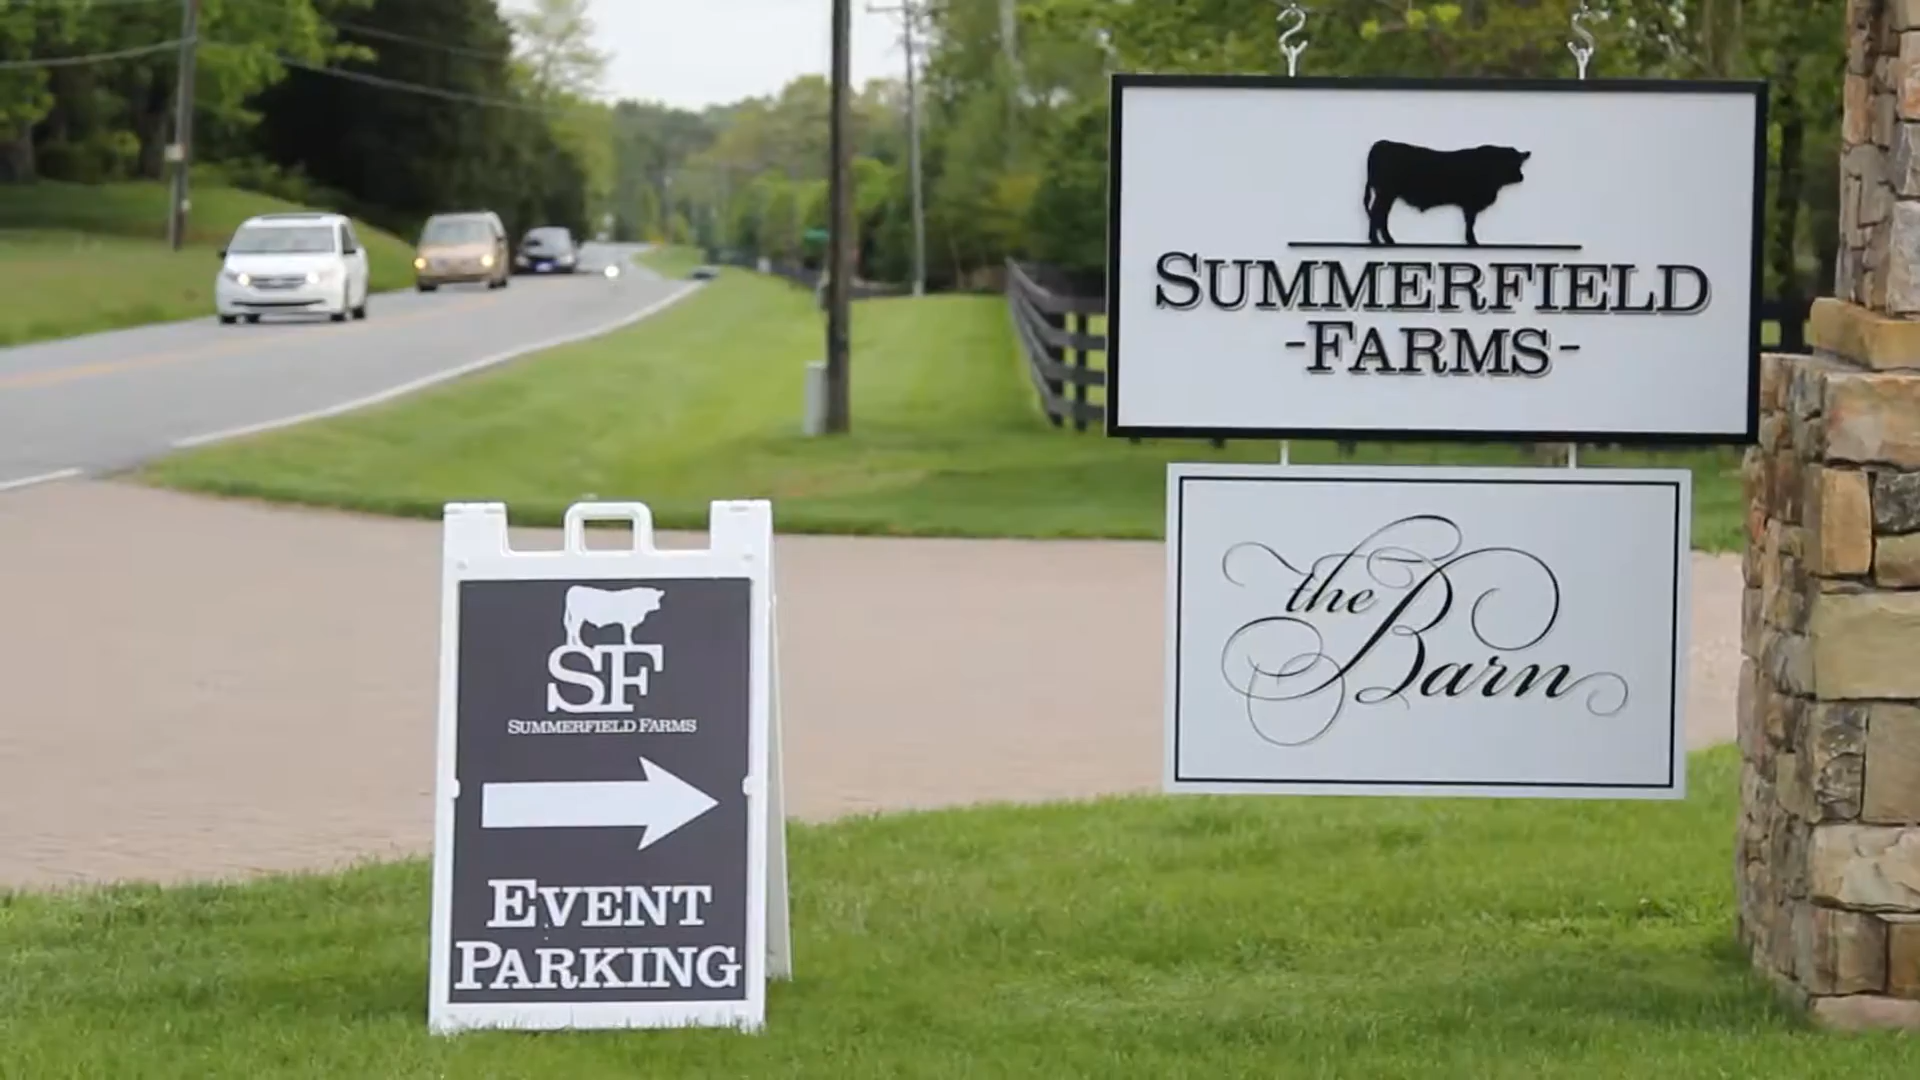 SUMMERFIELD
-FARMS-
the Barn
SF
SUMMERFIELD FARMS
EVENT
PARKING